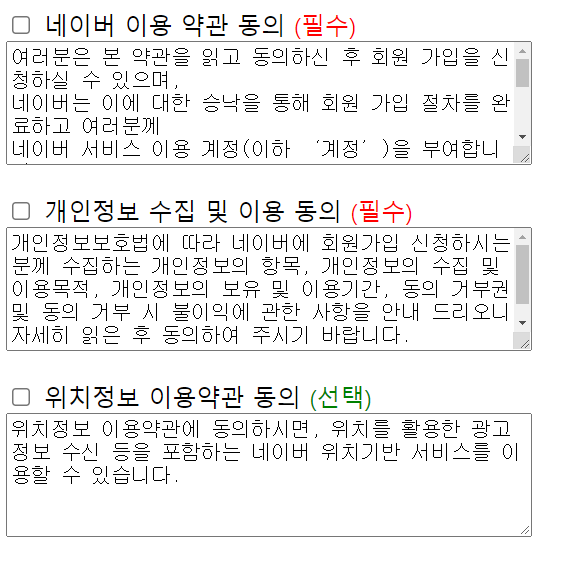 네이버 이용 약관 동의 (필수)
여러분은 본 약관을 읽고 동의하신 후 회원 가입을 신
청하실 수 있으며,
네이버는 이에 대한 승낙을 통해 회원 가입 절차를 완
료하고 여러분께
네이버 서비스 이용 계정(이하 ‘계정’)을 부여합니
개인정보 수집 및 이용 동의 (필수)
개인정보보호법에 따라 네이버에 회원가입 신청하시는
분께 수집하는 개인정보의 항목, 개인정보의 수집 및
이용목적, 개인정보의 보유 및 이용기간, 동의 거부권
및 동의 거부 시 불이익에 관한 사항을 안내 드리오니
자세히 읽은 후 동의하여 주시기 바랍니다.
위치정보 이용약관 동의 (선택)
위치정보 이용약관에 동의하시면, 위치를 활용한 광고
정보 수신 등을 포함하는 네이버 위치기반 서비스를 이
용할 수 있습니다.